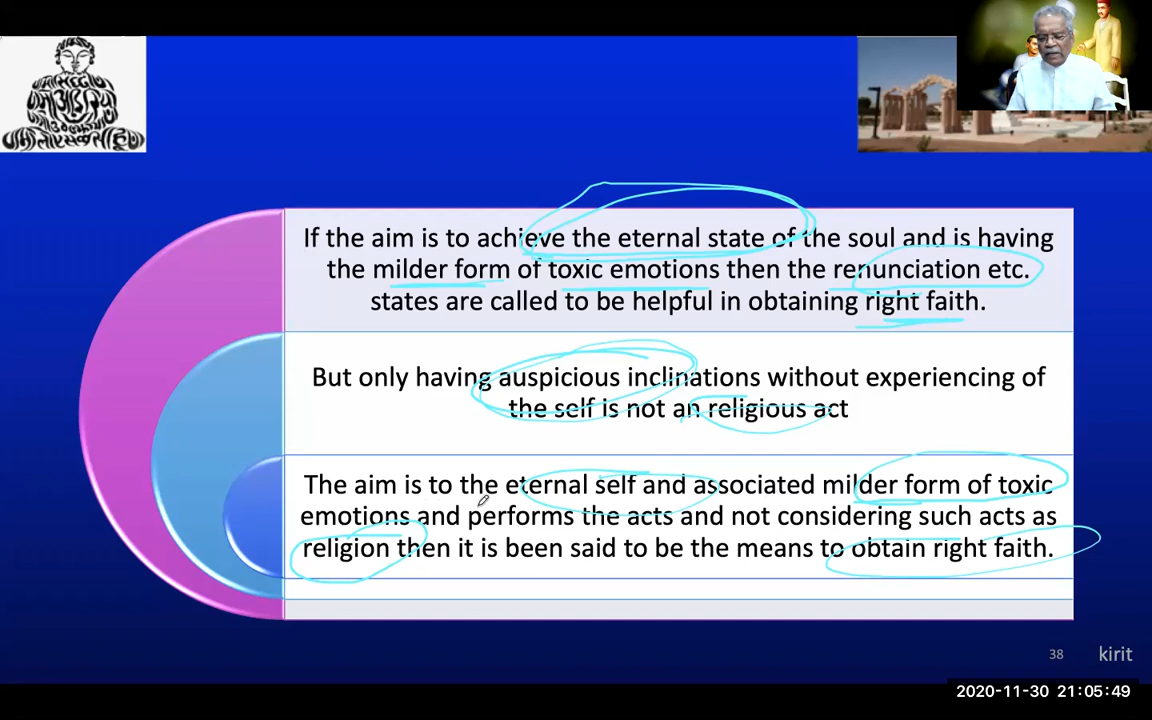 If the aim is to achieve the eternal state of the soul and is having
the milder form of toxic emotions then the renunciation etc.
states are called to be helpful in obtaining right faith.
But only having auspicious inclinations without experiencing of
the self is not an religious act
The aim is to the eternal self and associated milder form of toxic
emotions and performs the acts and not considering such acts as
religion then it is been said to be the means to obtain right faith.
38
kirit
2020-11-30 21:05:49